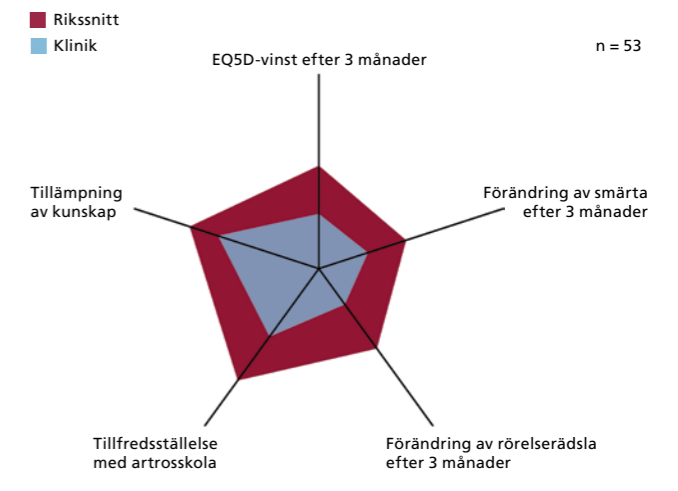 Rikssnitt
Klinik
n = 53
EQ5D-vinst efter 3 månader
Tillämpning
av kunskap
Förändring av smärta
efter 3 månader
Tillfredsställelse
med artrosskola
Förändring av rörelserädsla
efter 3 månader